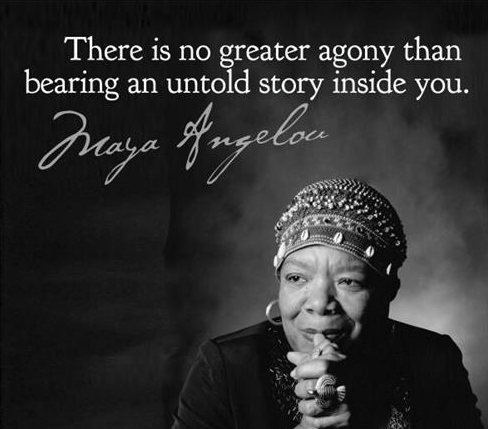 There is no greater agony than
bearing an untold story inside you.
Maya Angelou